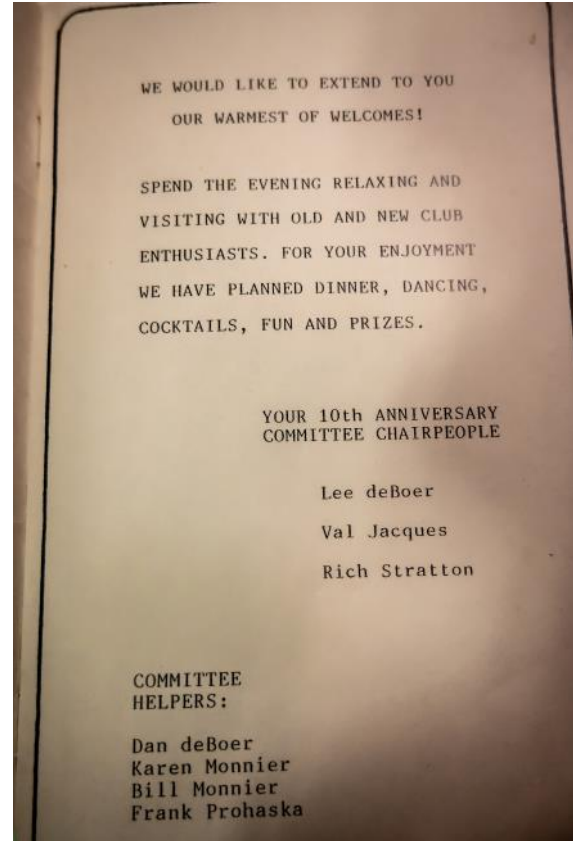 WE WOULD LIKE TO EXTEND TO YOU
OUR WARMEST OF WELCOMES!
SPEND THE EVENING RELAXING AND
VISITING WITH OLD AND NEW CLUB
ENTHUSIASTS. FOR YOUR ENJOYMENT
WE HAVE PLANNED DINNER, DANCING,
COCKTAILS, FUN AND PRIZES.
YOUR 10th ANNIVERSARY
COMMITTEE CHAIRPEOPLE
Lee deBoer
Val Jacques
Rich Stratton
COMMITTEE
HELPERS:
Dan deBoer
Karen Monnier
Bill Monnier
Frank Prohaska